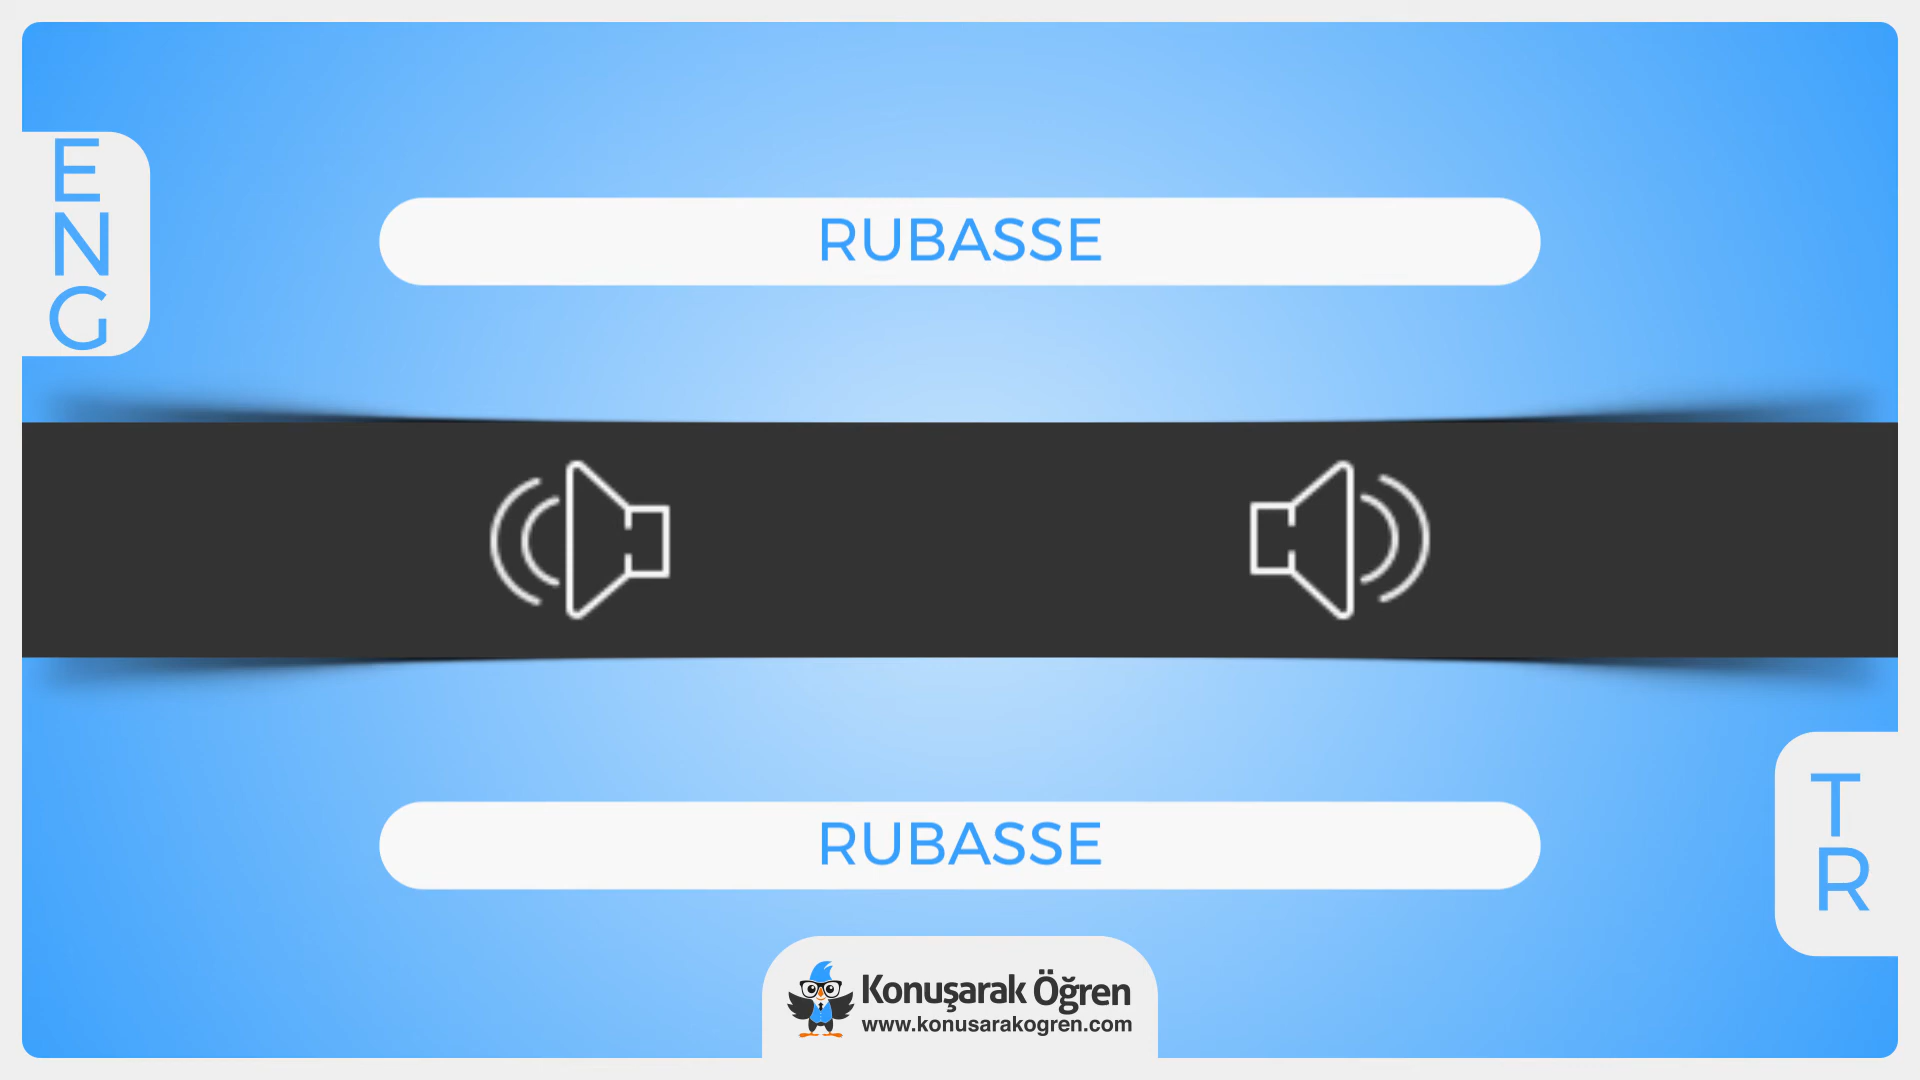 ENG
RUBASSE
RUBASSE
TR
Konuşarak Öğren
www.konusarakogren.com